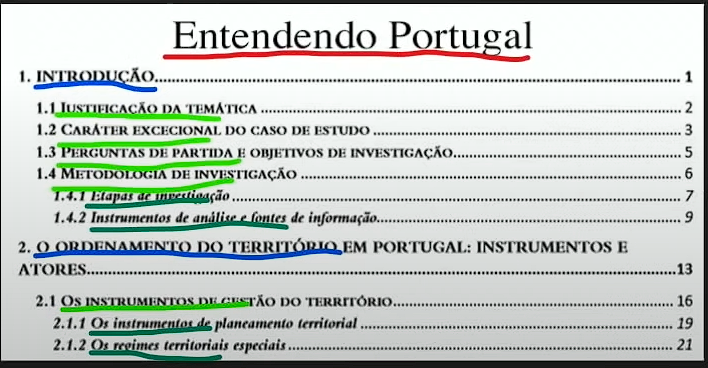 Entendendo Portugal
1. INTRODUÇÃO.......... 1
1.1 JUSTIFICAÇÃO DA TEMÁTICA .......... 2
1.2 CARÁTER EXCECIONAL DO CASO DE ESTUDO .......... 3
1.3 PERGUNTAS DE PARTIDA E OBJETIVOS DE INVESTIGAÇÃO.......... 5
1.4 METODOLOGIA DE INVESTIGAÇÃO .......... 6
1.4.1 Etapas de investigação .......... 7
1.4.2 Instrumentos de análise e fontes de informação.......... 9
2. O ORDENAMENTO DO TERRITÓRIO EM PORTUGAL: INSTRUMENTOS E
ATORES.......... 13
2.1 OS INSTRUMENTOS DE GESTÃO DO TERRITÓRIO.......... 16
2.1.1 Os instrumentos de planeamento territorial .......... 19
2.1.2 Os regimes territoriais especiais .......... 21